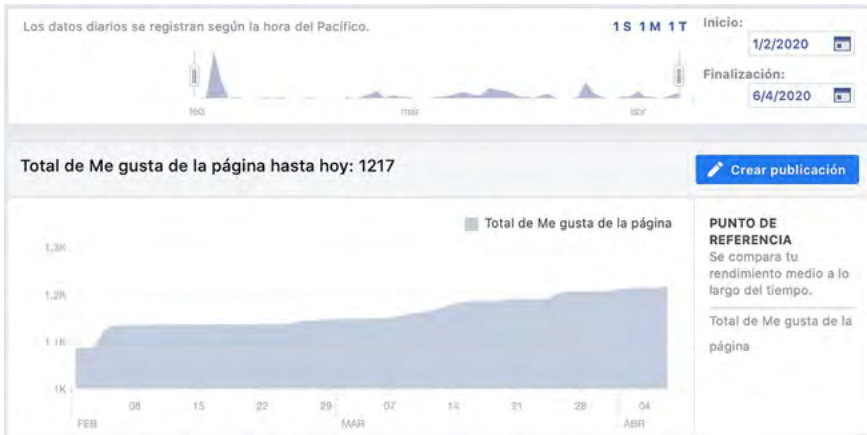 Los datos diarios se registran según la hora del Pacífico.
1 S 1 M 1 T
Inicio:
1/2/2020
Finalización:
6/4/2020
feb
mar
abr
Total de Me gusta de la página hasta hoy: 1217
Crear publicación
Total de Me gusta de la página
1,3K
1,2K
1,1K
1K
08 15 22 29 07 14 21 28 04
FEB MAR ABR
PUNTO DE
REFERENCIA
Se compara tu
rendimiento medio a lo
largo del tiempo.
Total de Me gusta de la
página